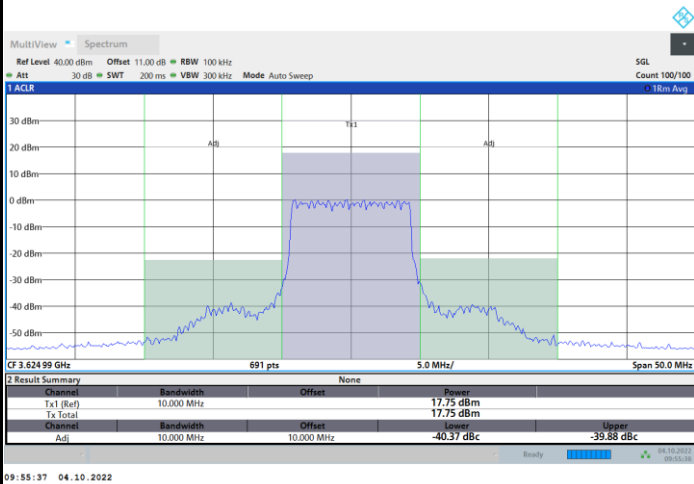 MultiView Spectrum
Ref Level 40.00 dBm Offset 11.00 dB RBW 100 kHz SGL
Att 30 dB SWT 200 ms VBW 300 kHz Mode Auto Sweep Count 100/100
1 ACLR 1Rm Avg
30 dBm
Tx1
20 dBm Adj Adj
10 dBm
0 dBm
-10 dBm
-20 dBm
-30 dBm
-40 dBm
-50 dBm
CF 3.624 99 GHz 691 pts 5.0 MHz/ Span 50.0 MHz
2 Result Summary None
Channel Bandwidth Offset Power
Tx1 (Ref) 10.000 MHz 17.75 dBm
Tx Total 17.75 dBm
Channel Bandwidth Offset Lower Upper
Adj 10.000 MHz 10.000 MHz -40.37 dBc -39.88 dBc
Ready 04.10.2022
09:55:36
09:55:37 04.10.2022